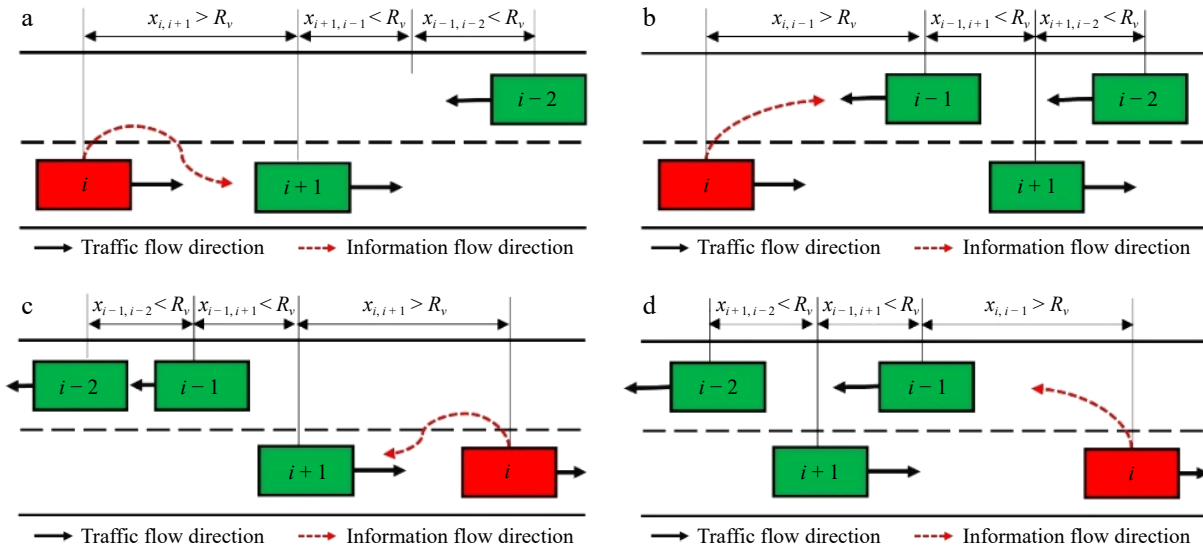 a
x_{i, i+1} > R_v
x_{i+1, i−1} < R_v
x_{i−1, i−2} < R_v
i − 2
i
i + 1
Traffic flow direction
Information flow direction
b
x_{i, i−1} > R_v
x_{i−1, i+1} < R_v
x_{i+1, i−2} < R_v
i − 1
i − 2
i
i + 1
Traffic flow direction
Information flow direction
c
x_{i−1, i−2} < R_v
x_{i−1, i+1} < R_v
x_{i, i+1} > R_v
i − 2
i − 1
i + 1
i
Traffic flow direction
Information flow direction
d
x_{i+1, i−2} < R_v
x_{i−1, i+1} < R_v
x_{i, i−1} > R_v
i − 2
i − 1
i + 1
i
Traffic flow direction
Information flow direction